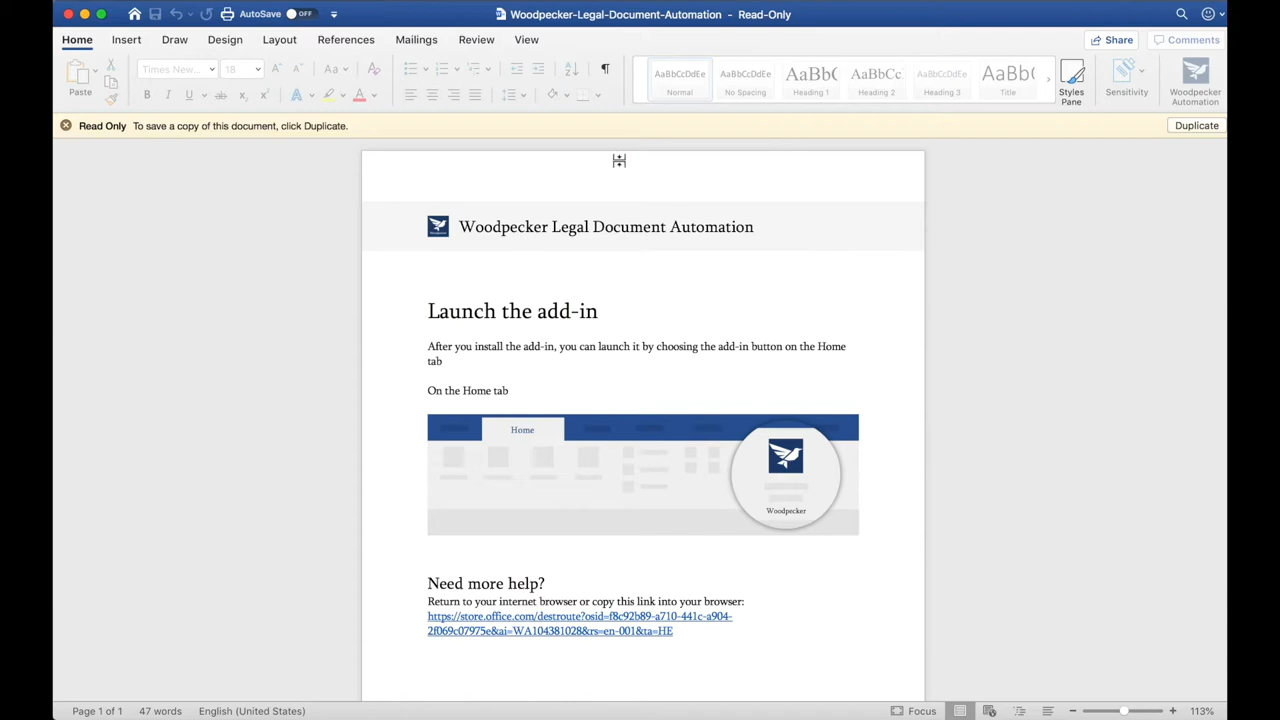 AutoSave OFF
Woodpecker-Legal-Document-Automation – Read-Only
Home Insert Draw Design Layout References Mailings Review View
Share Comments
Paste
Times New... 18
AaBbCcDdEe Normal
AaBbCcDdEe No Spacing
AaBbC Heading 1
AaBbCc Heading 2
AaBbCcDdEe Heading 3
AaBbC Title
Styles Pane
Sensitivity
Woodpecker Automation
Read Only To save a copy of this document, click Duplicate.
Duplicate
Woodpecker Legal Document Automation
Launch the add-in
After you install the add-in, you can launch it by choosing the add-in button on the Home
tab
On the Home tab
Home
Woodpecker
Need more help?
Return to your internet browser or copy this link into your browser:
https://store.office.com/destroute?osid=f8c92b89-a710-441c-a904-
2f069c07975e&ai=WA104381028&rs=en-001&ta=HE
Page 1 of 1 47 words English (United States)
Focus
113%